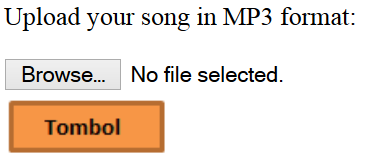 Upload your song in MP3 format:
Browse... No file selected.
Tombol